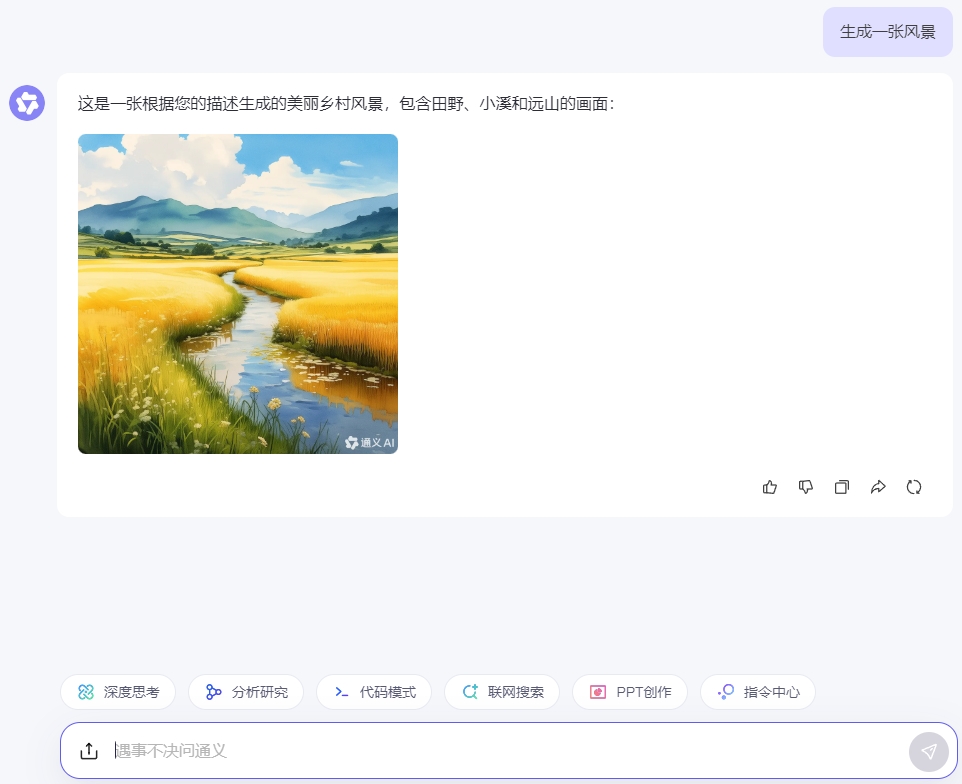 生成一张风景
这是一张根据您的描述生成的美丽乡村风景，包含田野、小溪和远山的画面：
通义 AI
深度思考
分析研究
代码模式
联网搜索
PPT创作
指令中心
遇事不决问通义